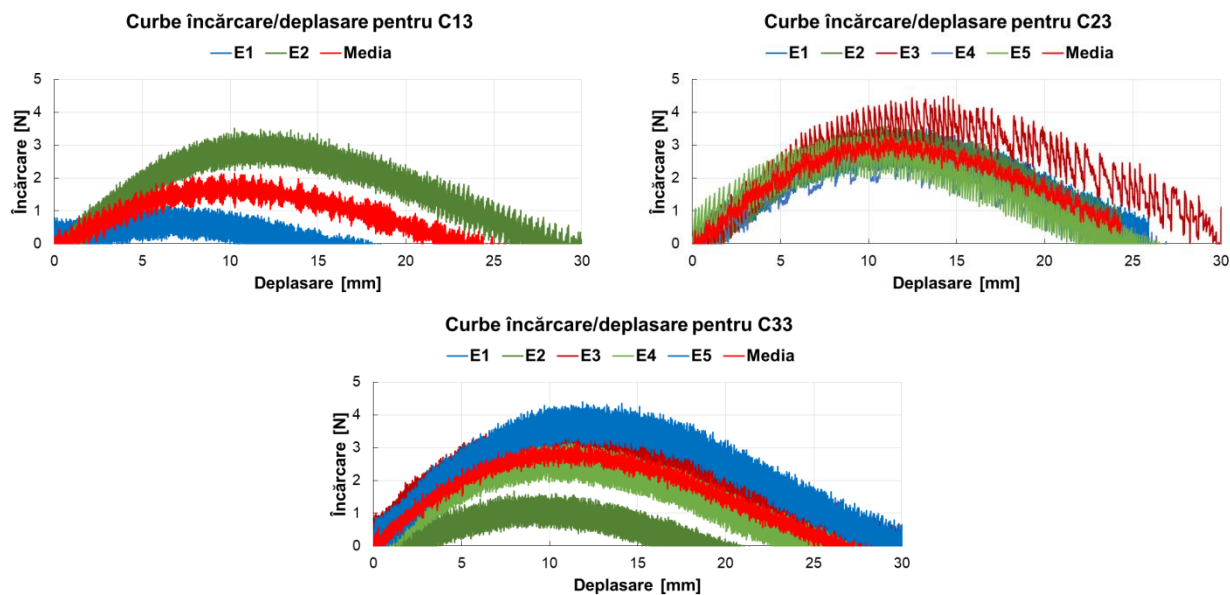 Curbe încărcare/deplasare pentru C13
E1 E2 Media
5
4
3
2
1
0
Încărcare [N]
0 5 10 15 20 25 30
Deplasare [mm]
Curbe încărcare/deplasare pentru C23
E1 E2 E3 E4 E5 Media
5
4
3
2
1
0
Încărcare [N]
0 5 10 15 20 25 30
Deplasare [mm]
Curbe încărcare/deplasare pentru C33
E1 E2 E3 E4 E5 Media
5
4
3
2
1
0
Încărcare [N]
0 5 10 15 20 25 30
Deplasare [mm]